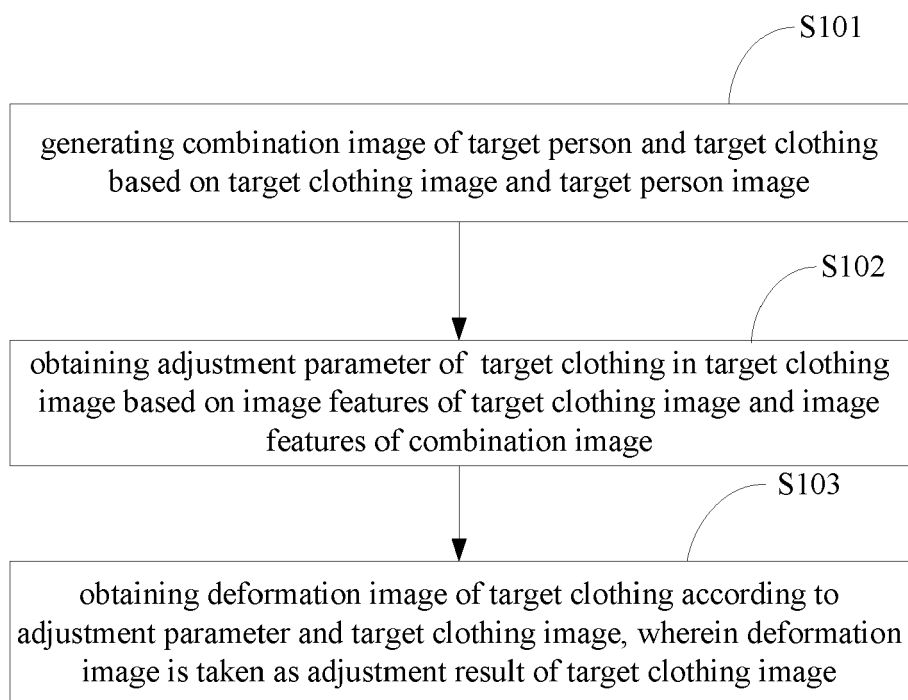 S101
generating combination image of target person and target clothing
based on target clothing image and target person image
S102
obtaining adjustment parameter of target clothing in target clothing
image based on image features of target clothing image and image
features of combination image
S103
obtaining deformation image of target clothing according to
adjustment parameter and target clothing image, wherein deformation
image is taken as adjustment result of target clothing image